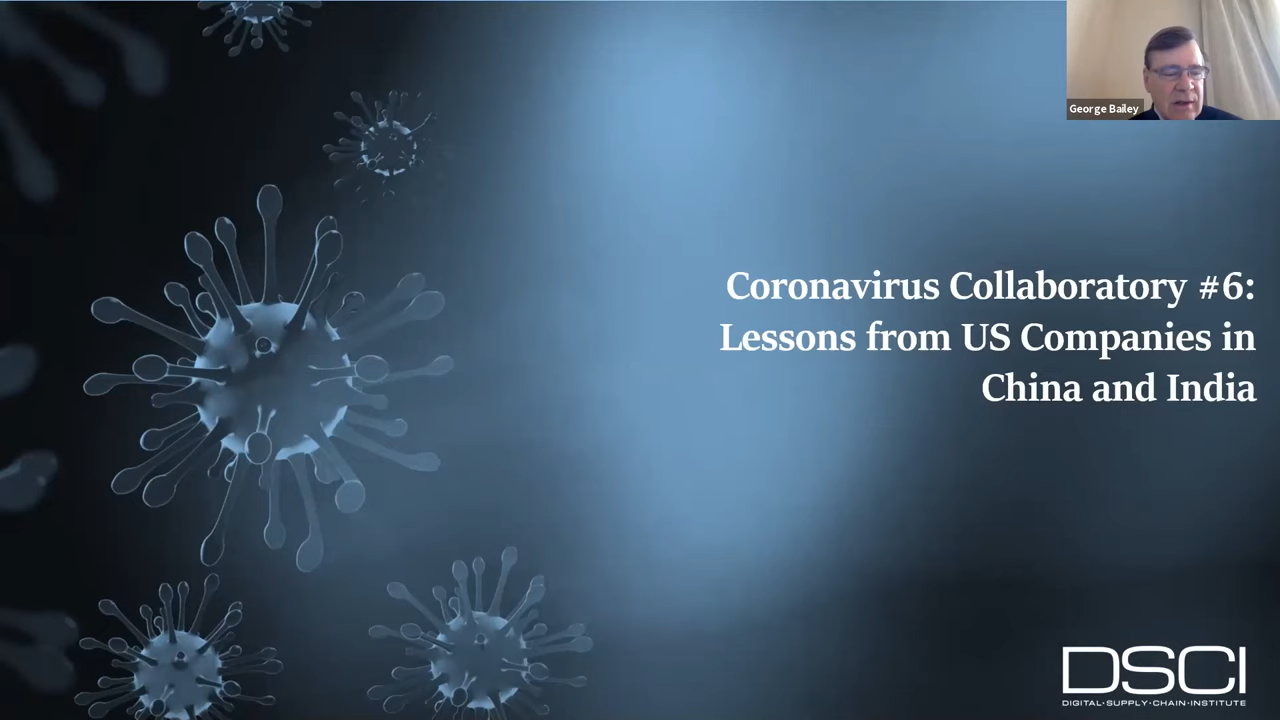 George Bailey
Coronavirus Collaboratory #6:
Lessons from US Companies in
China and India
DSCI
DIGITAL·SUPPLY·CHAIN·INSTITUTE